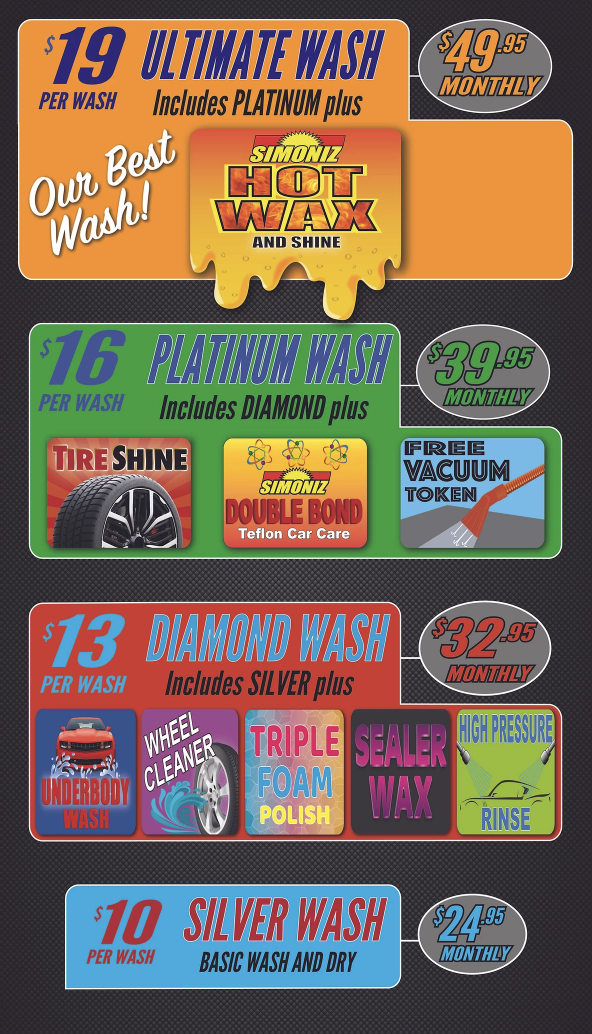 $19
PER WASH
ULTIMATE WASH
Includes PLATINUM plus
$49.95
MONTHLY
Our Best
Wash!
SIMONIZ
HOT
WAX
AND SHINE
$16
PER WASH
PLATINUM WASH
Includes DIAMOND plus
$39.95
MONTHLY
TIRE SHINE
SIMONIZ
DOUBLE BOND
Teflon Car Care
FREE
VACUUM
TOKEN
$13
PER WASH
DIAMOND WASH
Includes SILVER plus
$32.95
MONTHLY
UNDERBODY
WASH
WHEEL
CLEANER
TRIPLE
FOAM
POLISH
SEALER
WAX
HIGH PRESSURE
RINSE
$10
PER WASH
SILVER WASH
BASIC WASH AND DRY
$24.95
MONTHLY